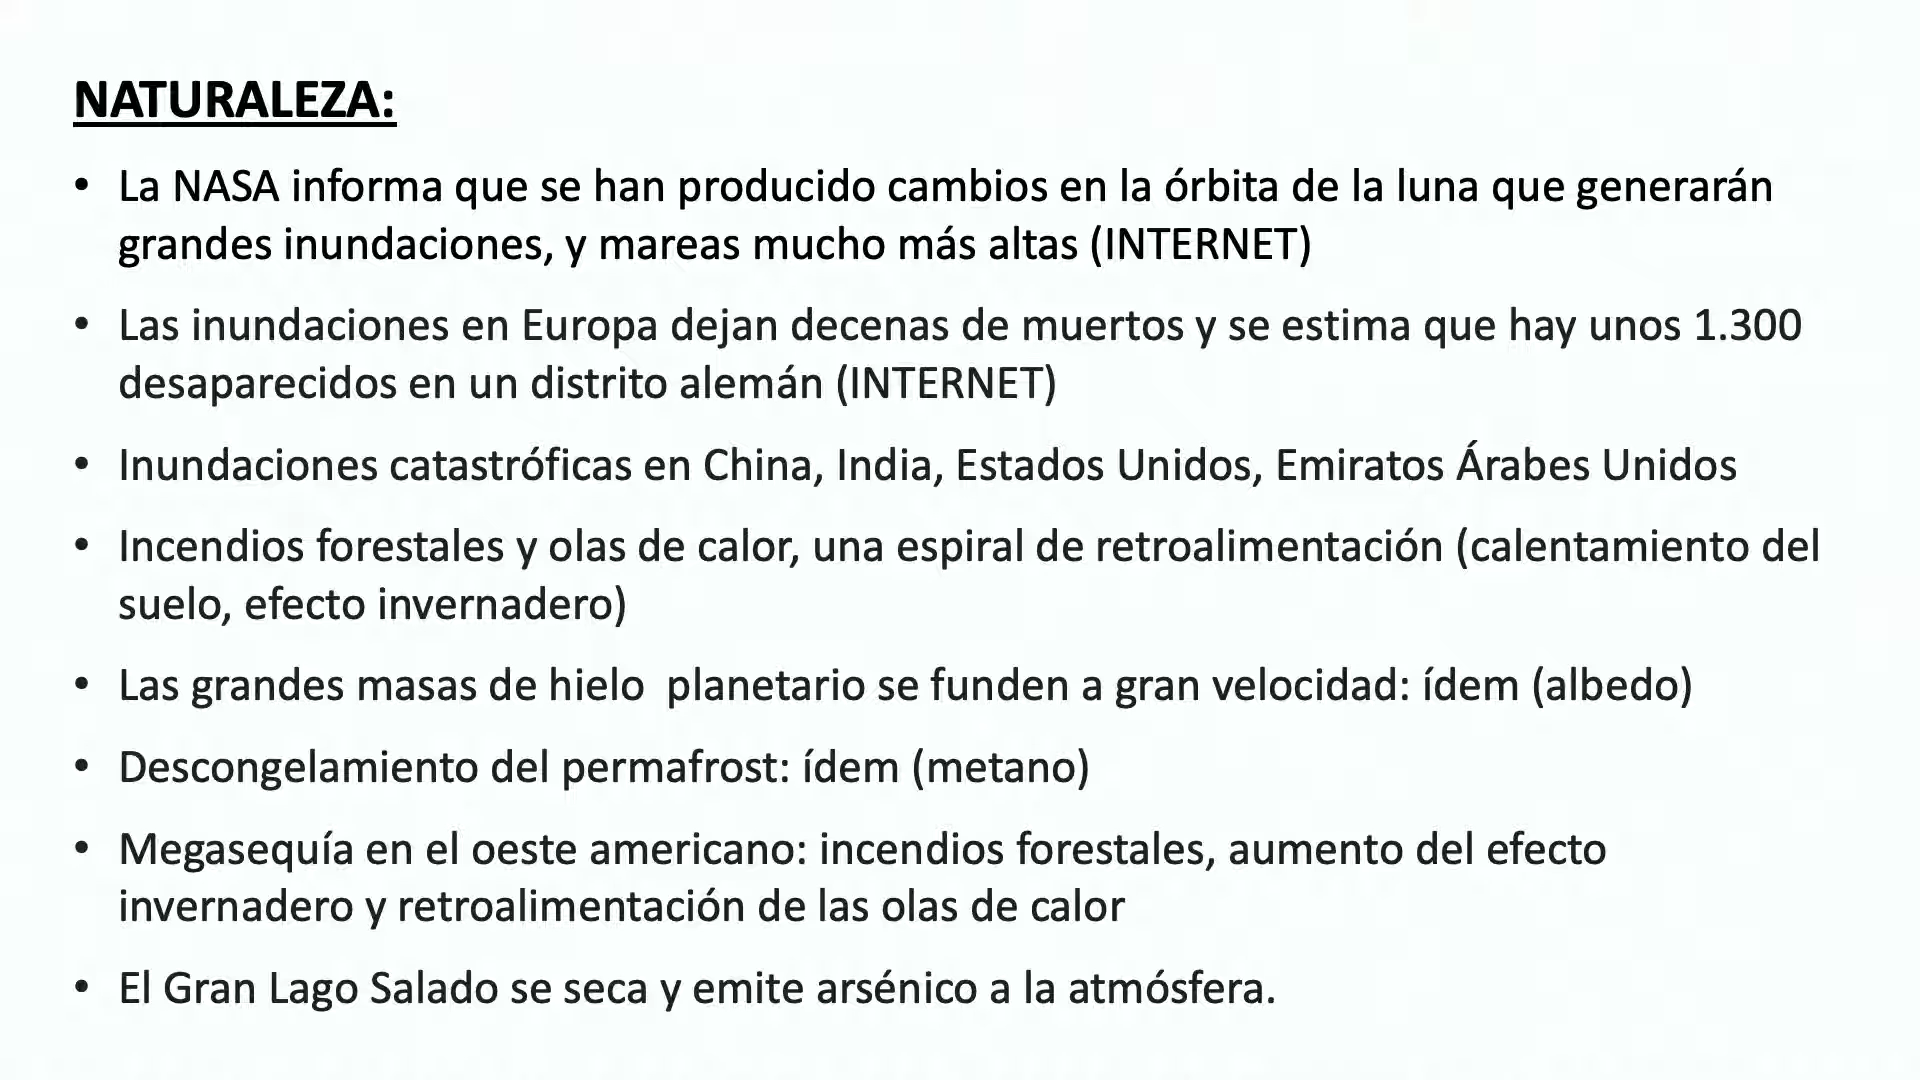 NATURALEZA:
• La NASA informa que se han producido cambios en la órbita de la luna que generarán
grandes inundaciones, y mareas mucho más altas (INTERNET)
• Las inundaciones en Europa dejan decenas de muertos y se estima que hay unos 1.300
desaparecidos en un distrito alemán (INTERNET)
• Inundaciones catastróficas en China, India, Estados Unidos, Emiratos Árabes Unidos
• Incendios forestales y olas de calor, una espiral de retroalimentación (calentamiento del
suelo, efecto invernadero)
• Las grandes masas de hielo  planetario se funden a gran velocidad: ídem (albedo)
• Descongelamiento del permafrost: ídem (metano)
• Megasequía en el oeste americano: incendios forestales, aumento del efecto
invernadero y retroalimentación de las olas de calor
• El Gran Lago Salado se seca y emite arsénico a la atmósfera.